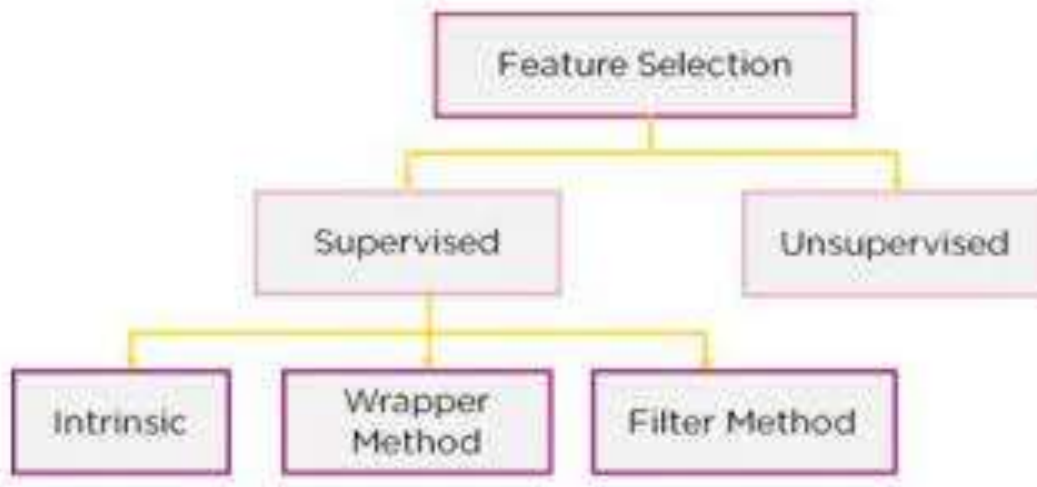 Feature Selection
Supervised
Unsupervised
Intrinsic
Wrapper
Method
Filter Method